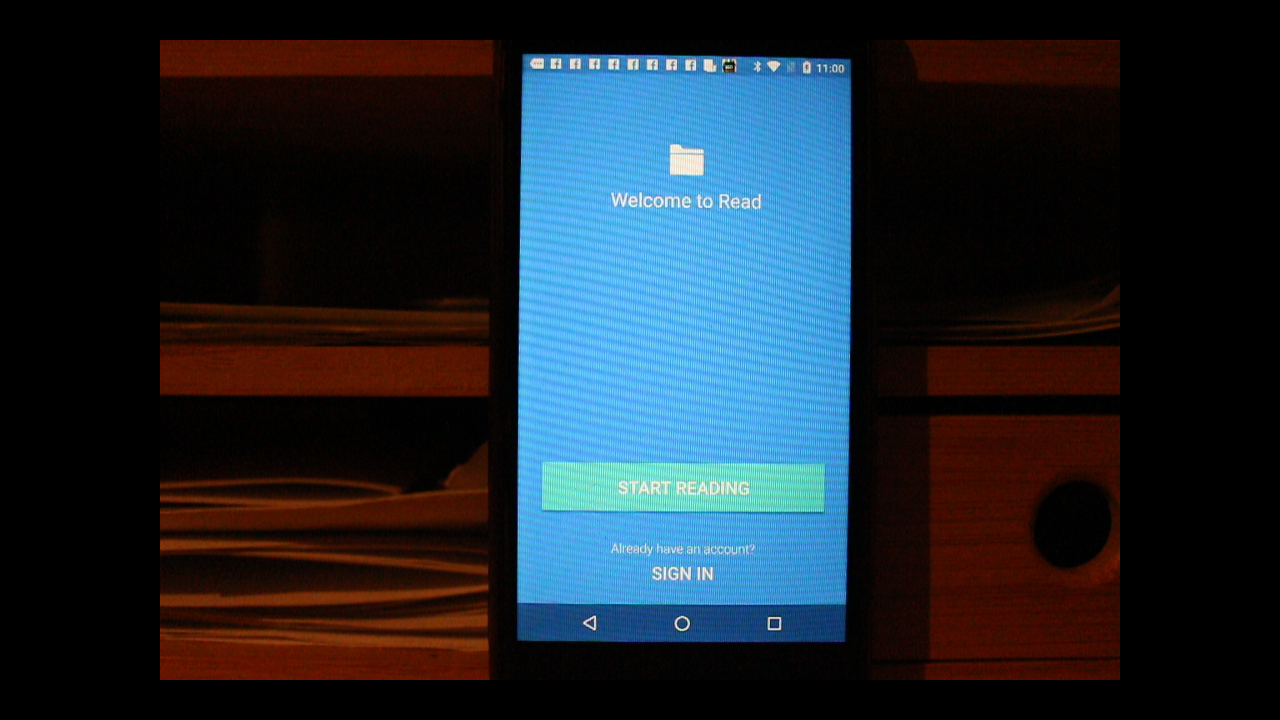 11:00
Welcome to Read
START READING
Already have an account?
SIGN IN